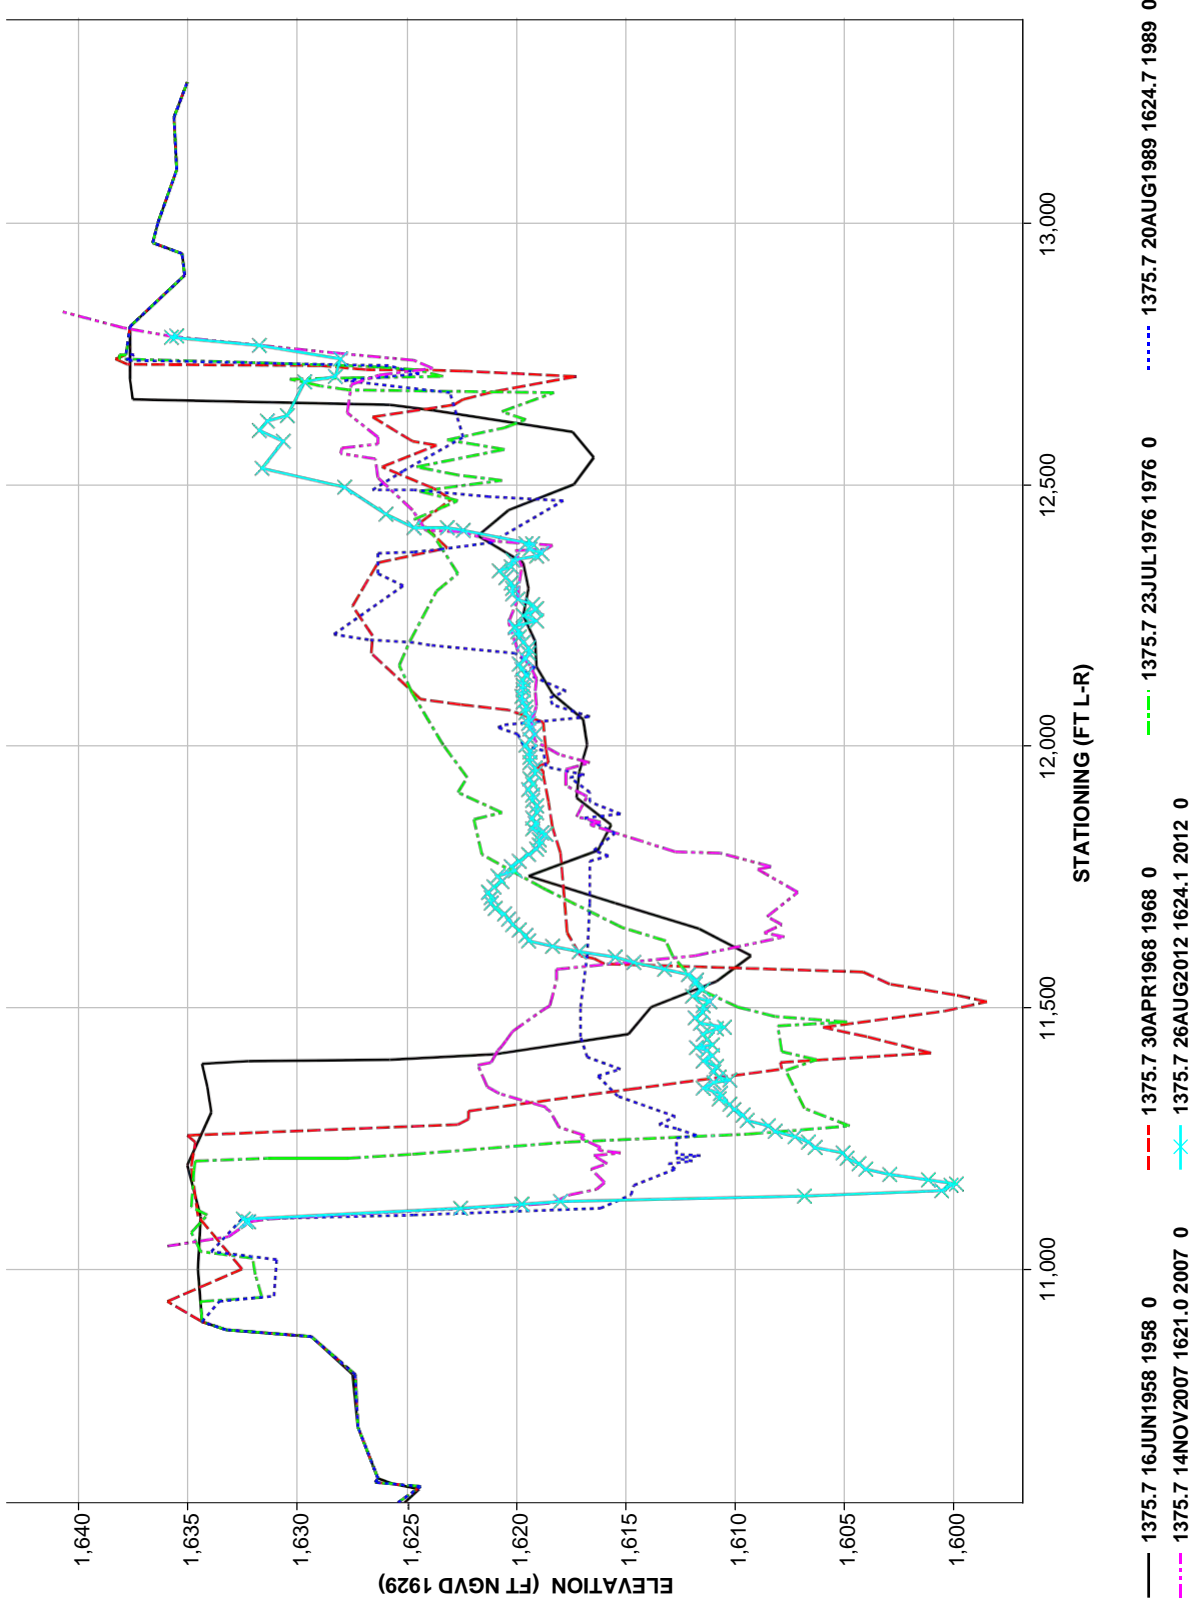 ELEVATION (FT NGVD 1929)
1,640
1,635
1,630
1,625
1,620
1,615
1,610
1,605
1,600
11,000
11,500
12,000
12,500
13,000
STATIONING (FT L-R)
1375.7 16JUN1958 1958 0
1375.7 30APR1968 1968 0
1375.7 23JUL1976 1976 0
1375.7 20AUG1989 1624.7 1989 0
1375.7 14NOV2007 1621.0 2007 0
1375.7 26AUG2012 1624.1 2012 0